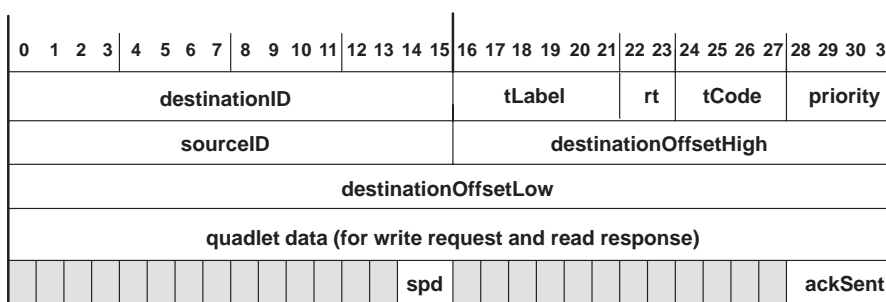 0 1 2 3 4 5 6 7 8 9 10 11 12 13 14 15 16 17 18 19 20 21 22 23 24 25 26 27 28 29 30 3
destinationID tLabel rt tCode priority
sourceID destinationOffsetHigh
destinationOffsetLow
quadlet data (for write request and read response)
spd ackSent